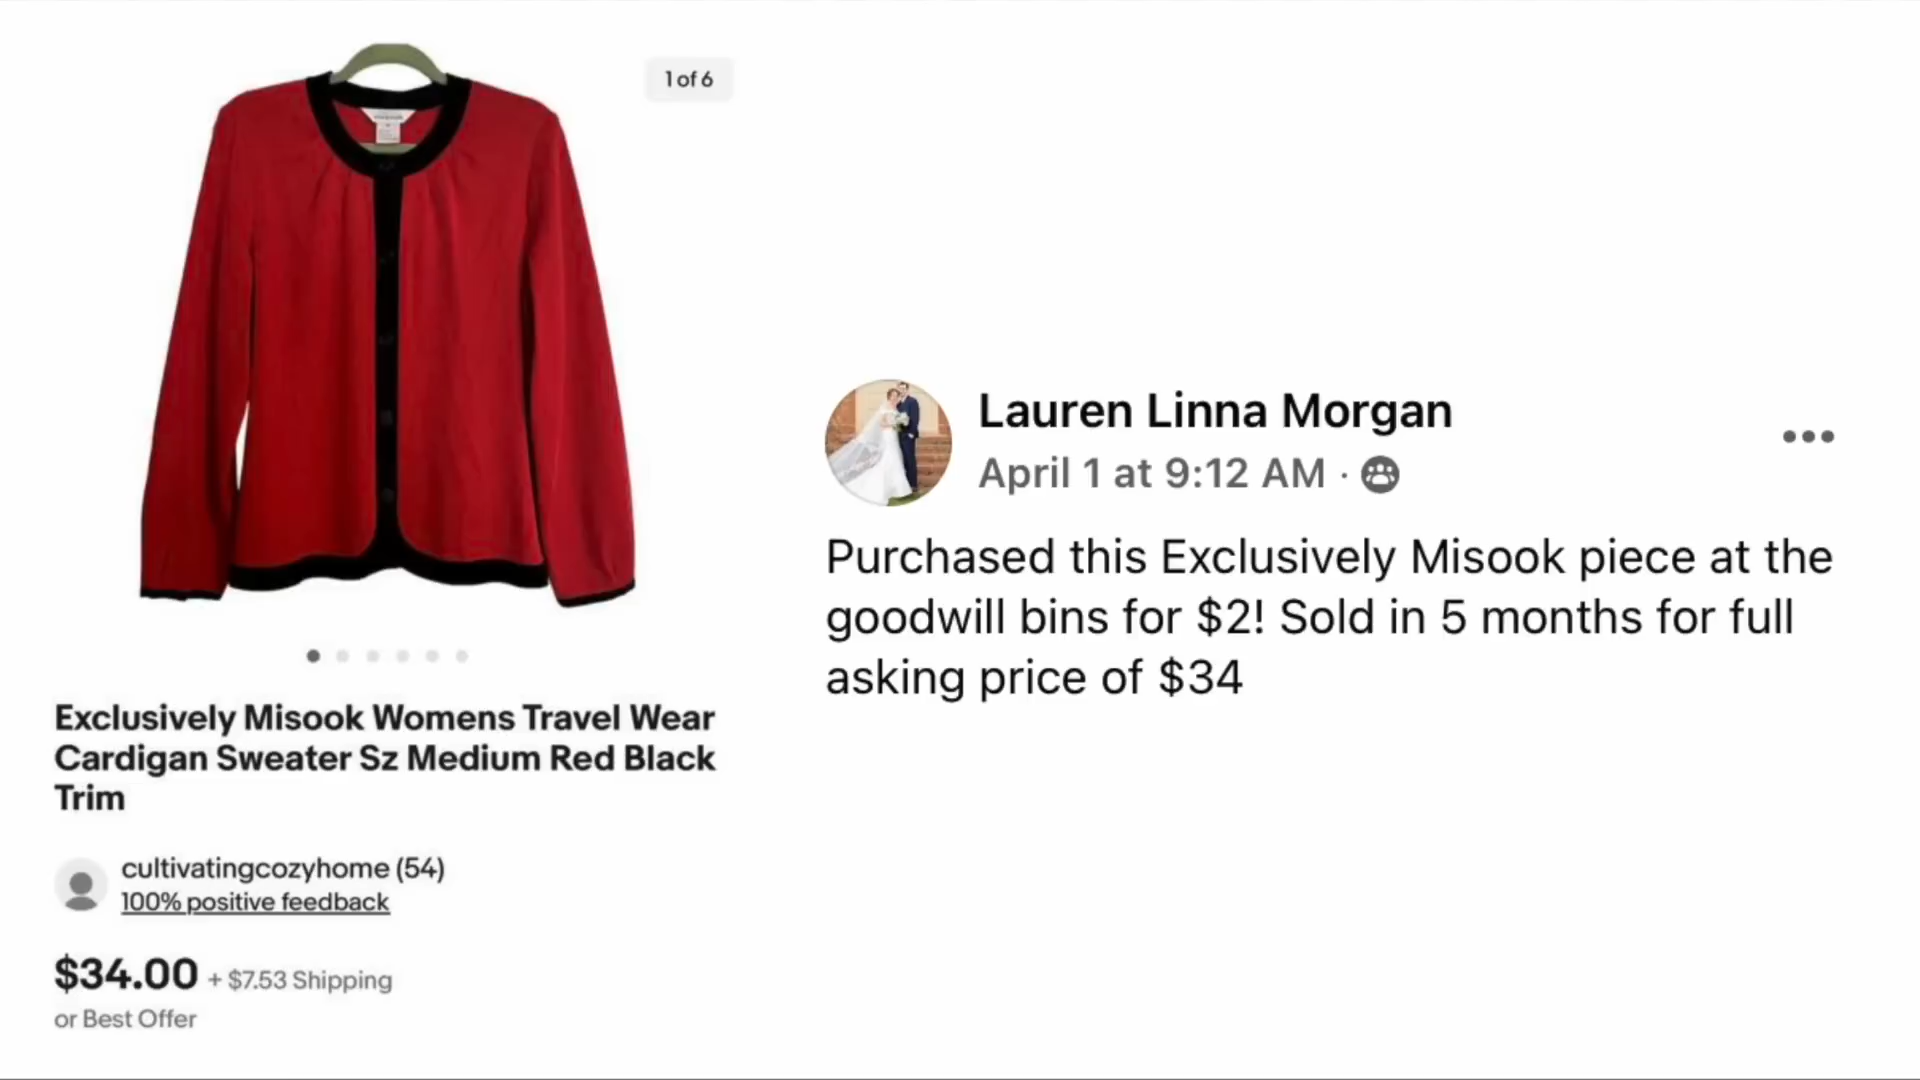 1 of 6
Exclusively Misook Womens Travel Wear
Cardigan Sweater Sz Medium Red Black
Trim
cultivatingcozyhome (54)
100% positive feedback
$34.00 + $7.53 Shipping
or Best Offer
Lauren Linna Morgan
April 1 at 9:12 AM ·
Purchased this Exclusively Misook piece at the
goodwill bins for $2! Sold in 5 months for full
asking price of $34